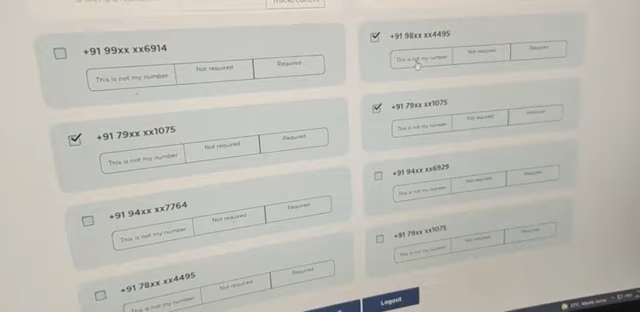 +91 99xx xx6914
This is not my number Not required Required
+91 79xx xx1075
This is not my number Not required Required
+91 94xx xx7764
This is not my number Not required Required
+91 78xx xx4495
This is not my number Not required Required
+91 98xx xx4495
This is not my number Not required Required
+91 79xx xx1075
This is not my number Not required Required
+91 94xx xx6929
This is not my number Not required Required
+91 79xx xx1075
This is not my number Not required Required
Logout